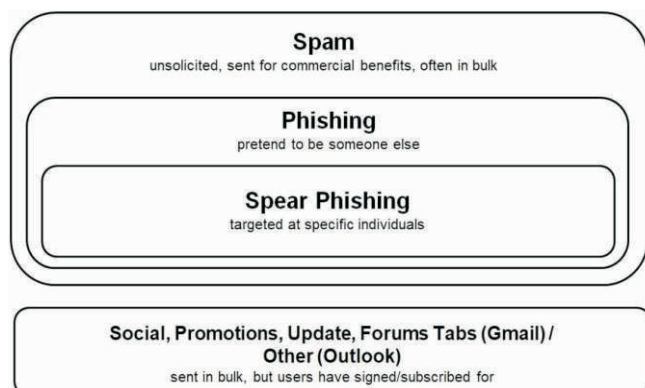 Spam
unsolicited, sent for commercial benefits, often in bulk
Phishing
pretend to be someone else
Spear Phishing
targeted at specific individuals
Social, Promotions, Update, Forums Tabs (Gmail) /
Other (Outlook)
sent in bulk, but users have signed/subscribed for